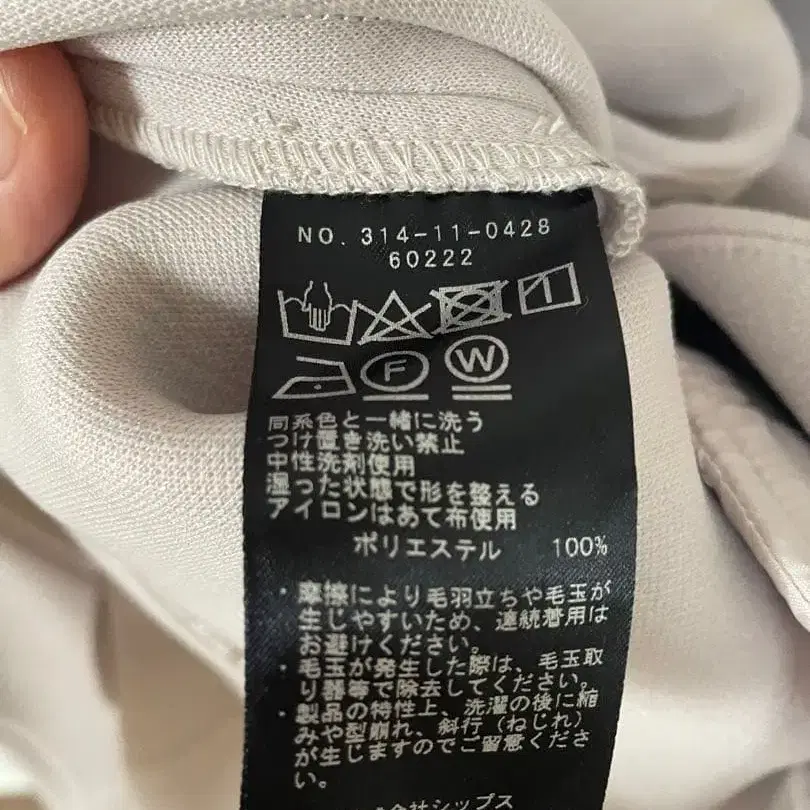 NO. 314-11-0428
60222
F W
同系色と一緒に洗う
つけ置き洗い禁止
中性洗剤使用
湿った状態で形を整える
アイロンはあて布使用
ポリエステル 100%
・摩擦により毛羽立ちや毛玉が
生じやすいため、連続着用は
お避けください。
・毛玉が発生した際は、毛玉取
り器等で除去してください。
・製品の特性上、洗濯の後に縮
みや型崩れ、斜行（ねじれ）
が生じますのでご留意くださ
い。
会社シップス